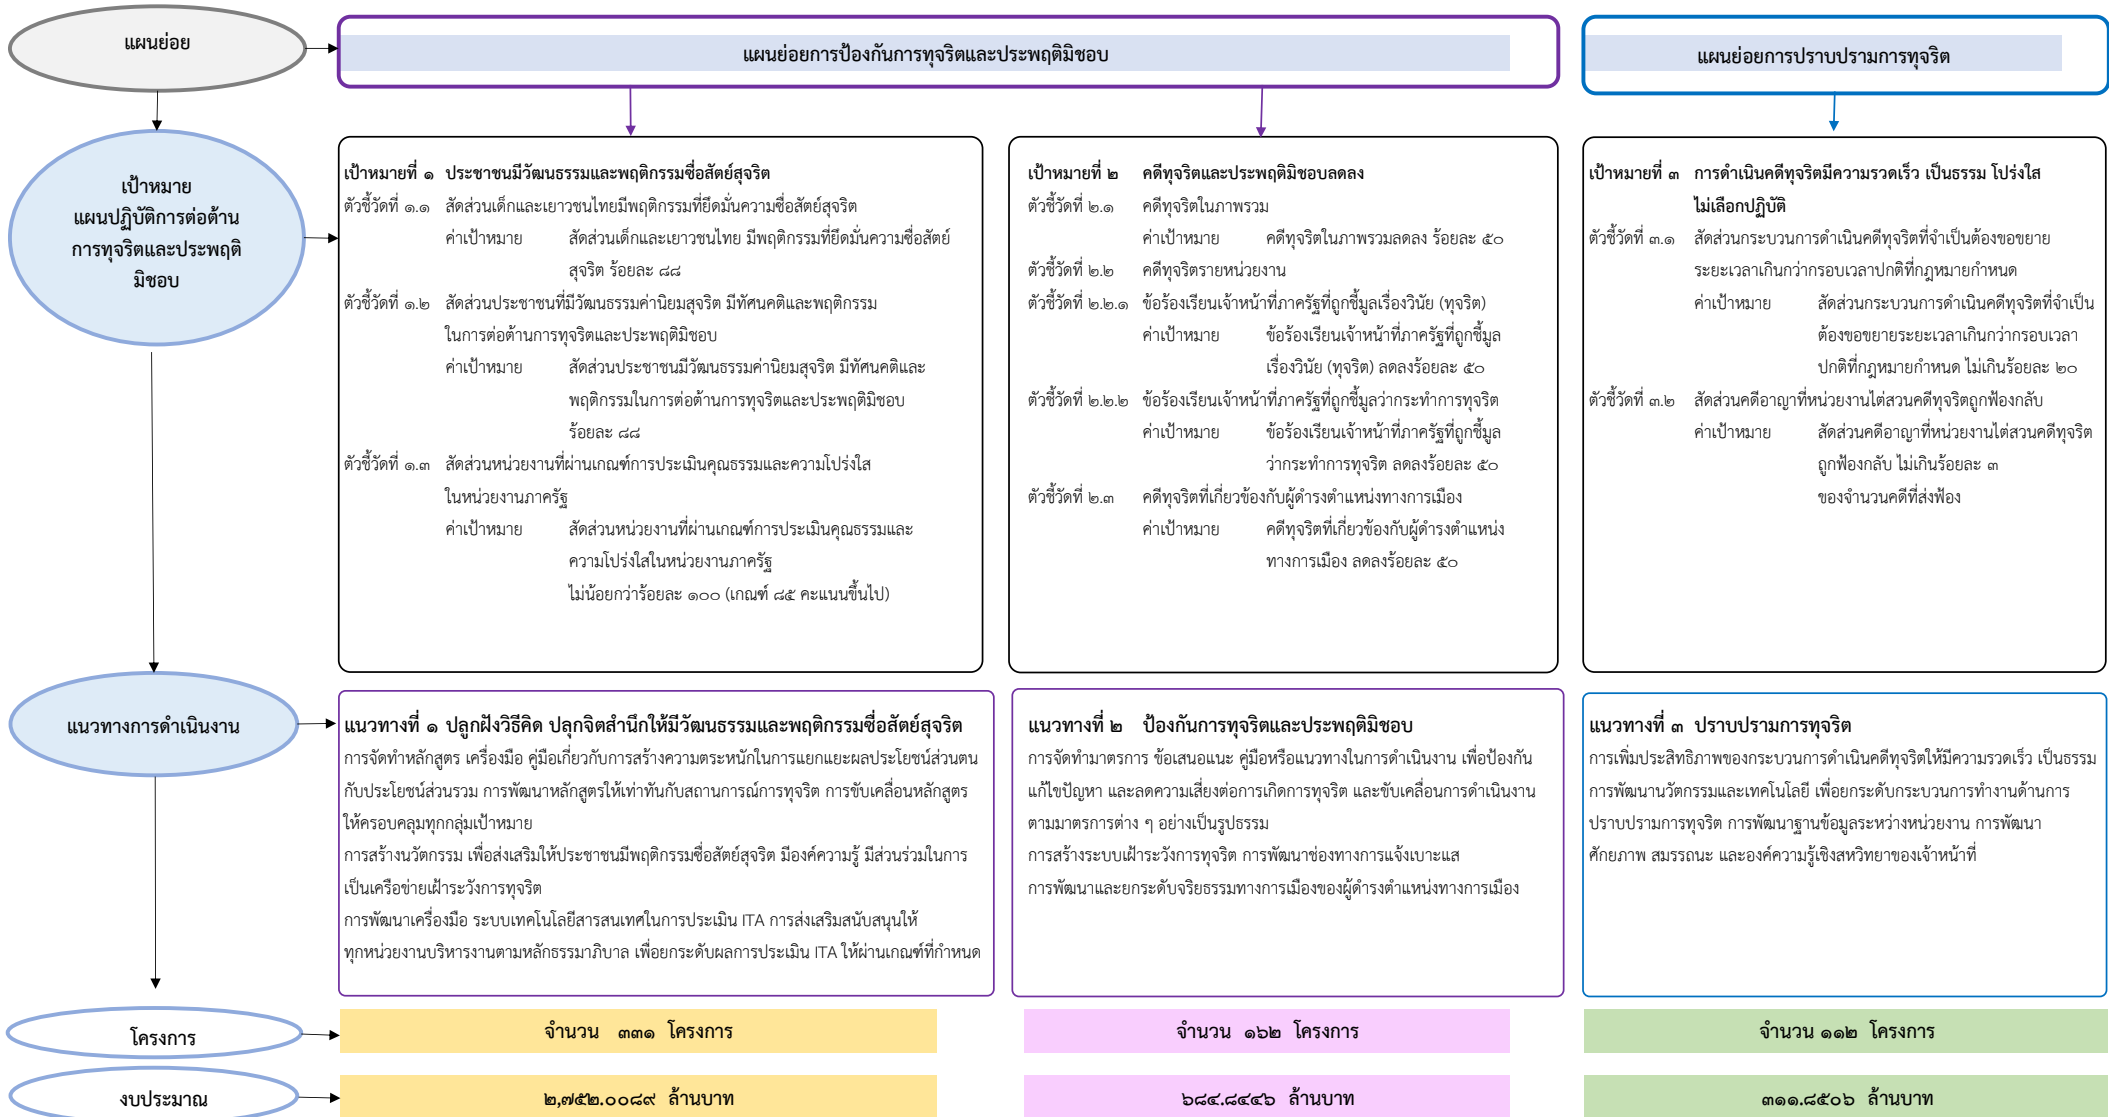 แผนย่อย
แผนย่อยการป้องกันการทุจริตและประพฤติมิชอบ
แผนย่อยการปราบปรามการทุจริต
เป้าหมาย
แผนปฏิบัติการต่อต้าน
การทุจริตและประพฤติ
มิชอบ
เป้าหมายที่ ๑ ประชาชนมีวัฒนธรรมและพฤติกรรมซื่อสัตย์สุจริต
ตัวชี้วัดที่ ๑.๑ สัดส่วนเด็กและเยาวชนไทยมีพฤติกรรมที่ยึดมั่นความซื่อสัตย์สุจริต
ค่าเป้าหมาย สัดส่วนเด็กและเยาวชนไทย มีพฤติกรรมที่ยึดมั่นความซื่อสัตย์
สุจริต ร้อยละ ๘๘
ตัวชี้วัดที่ ๑.๒ สัดส่วนประชาชนที่มีวัฒนธรรมค่านิยมสุจริต มีทัศนคติและพฤติกรรม
ในการต่อต้านการทุจริตและประพฤติมิชอบ
ค่าเป้าหมาย สัดส่วนประชาชนมีวัฒนธรรมค่านิยมสุจริต มีทัศนคติและ
พฤติกรรมในการต่อต้านการทุจริตและประพฤติมิชอบ
ร้อยละ ๘๘
ตัวชี้วัดที่ ๑.๓ สัดส่วนหน่วยงานที่ผ่านเกณฑ์การประเมินคุณธรรมและความโปร่งใส
ในหน่วยงานภาครัฐ
ค่าเป้าหมาย สัดส่วนหน่วยงานที่ผ่านเกณฑ์การประเมินคุณธรรมและ
ความโปร่งใสในหน่วยงานภาครัฐ
ไม่น้อยกว่าร้อยละ ๑๐๐ (เกณฑ์ ๘๕ คะแนนขึ้นไป)
เป้าหมายที่ ๒ คดีทุจริตและประพฤติมิชอบลดลง
ตัวชี้วัดที่ ๒.๑ คดีทุจริตในภาพรวม
ค่าเป้าหมาย คดีทุจริตในภาพรวมลดลง ร้อยละ ๕๐
ตัวชี้วัดที่ ๒.๒ คดีทุจริตรายหน่วยงาน
ตัวชี้วัดที่ ๒.๒.๑ ข้อร้องเรียนเจ้าหน้าที่ภาครัฐที่ถูกชี้มูลเรื่องวินัย (ทุจริต)
ค่าเป้าหมาย ข้อร้องเรียนเจ้าหน้าที่ภาครัฐที่ถูกชี้มูล
เรื่องวินัย (ทุจริต) ลดลงร้อยละ ๕๐
ตัวชี้วัดที่ ๒.๒.๒ ข้อร้องเรียนเจ้าหน้าที่ภาครัฐที่ถูกชี้มูลว่ากระทำการทุจริต
ค่าเป้าหมาย ข้อร้องเรียนเจ้าหน้าที่ภาครัฐที่ถูกชี้มูล
ว่ากระทำการทุจริต ลดลงร้อยละ ๕๐
ตัวชี้วัดที่ ๒.๓ คดีทุจริตที่เกี่ยวข้องกับผู้ดำรงตำแหน่งทางการเมือง
ค่าเป้าหมาย คดีทุจริตที่เกี่ยวข้องกับผู้ดำรงตำแหน่ง
ทางการเมือง ลดลงร้อยละ ๕๐
เป้าหมายที่ ๓ การดำเนินคดีทุจริตมีความรวดเร็ว เป็นธรรม โปร่งใส
ไม่เลือกปฏิบัติ
ตัวชี้วัดที่ ๓.๑ สัดส่วนกระบวนการดำเนินคดีทุจริตที่จำเป็นต้องขอขยาย
ระยะเวลาเกินกว่ากรอบเวลาปกติที่กฎหมายกำหนด
ค่าเป้าหมาย สัดส่วนกระบวนการดำเนินคดีทุจริตที่จำเป็น
ต้องขอขยายระยะเวลาเกินกว่ากรอบเวลา
ปกติที่กฎหมายกำหนด ไม่เกินร้อยละ ๒๐
ตัวชี้วัดที่ ๓.๒ สัดส่วนคดีอาญาที่หน่วยงานไต่สวนคดีทุจริตถูกฟ้องกลับ
ค่าเป้าหมาย สัดส่วนคดีอาญาที่หน่วยงานไต่สวนคดีทุจริต
ถูกฟ้องกลับ ไม่เกินร้อยละ ๓
ของจำนวนคดีที่ส่งฟ้อง
แนวทางการดำเนินงาน
แนวทางที่ ๑ ปลูกฝังวิธีคิด ปลุกจิตสำนึกให้มีวัฒนธรรมและพฤติกรรมซื่อสัตย์สุจริต
การจัดทำหลักสูตร เครื่องมือ คู่มือเกี่ยวกับการสร้างความตระหนักในการแยกแยะผลประโยชน์ส่วนตน
กับประโยชน์ส่วนรวม การพัฒนาหลักสูตรให้เท่าทันกับสถานการณ์การทุจริต การขับเคลื่อนหลักสูตร
ให้ครอบคลุมทุกกลุ่มเป้าหมาย
การสร้างนวัตกรรม เพื่อส่งเสริมให้ประชาชนมีพฤติกรรมซื่อสัตย์สุจริต มีองค์ความรู้ มีส่วนร่วมในการ
เป็นเครือข่ายเฝ้าระวังการทุจริต
การพัฒนาเครื่องมือ ระบบเทคโนโลยีสารสนเทศในการประเมิน ITA การส่งเสริมสนับสนุนให้
ทุกหน่วยงานบริหารงานตามหลักธรรมาภิบาล เพื่อยกระดับผลการประเมิน ITA ให้ผ่านเกณฑ์ที่กำหนด
แนวทางที่ ๒ ป้องกันการทุจริตและประพฤติมิชอบ
การจัดทำมาตรการ ข้อเสนอแนะ คู่มือหรือแนวทางในการดำเนินงาน เพื่อป้องกัน
แก้ไขปัญหา และลดความเสี่ยงต่อการเกิดการทุจริต และขับเคลื่อนการดำเนินงาน
ตามมาตรการต่าง ๆ อย่างเป็นรูปธรรม
การสร้างระบบเฝ้าระวังการทุจริต การพัฒนาช่องทางการแจ้งเบาะแส
การพัฒนาและยกระดับจริยธรรมทางการเมืองของผู้ดำรงตำแหน่งทางการเมือง
แนวทางที่ ๓ ปราบปรามการทุจริต
การเพิ่มประสิทธิภาพของกระบวนการดำเนินคดีทุจริตให้มีความรวดเร็ว เป็นธรรม
การพัฒนานวัตกรรมและเทคโนโลยี เพื่อยกระดับกระบวนการทำงานด้านการ
ปราบปรามการทุจริต การพัฒนาฐานข้อมูลระหว่างหน่วยงาน การพัฒนา
ศักยภาพ สมรรถนะ และองค์ความรู้เชิงสหวิทยาของเจ้าหน้าที่
โครงการ
จำนวน ๓๓๑ โครงการ
จำนวน ๑๖๒ โครงการ
จำนวน ๑๑๒ โครงการ
งบประมาณ
๒,๗๕๒.๐๐๘๙ ล้านบาท
๖๘๔.๘๔๔๖ ล้านบาท
๓๑๑.๘๕๐๖ ล้านบาท